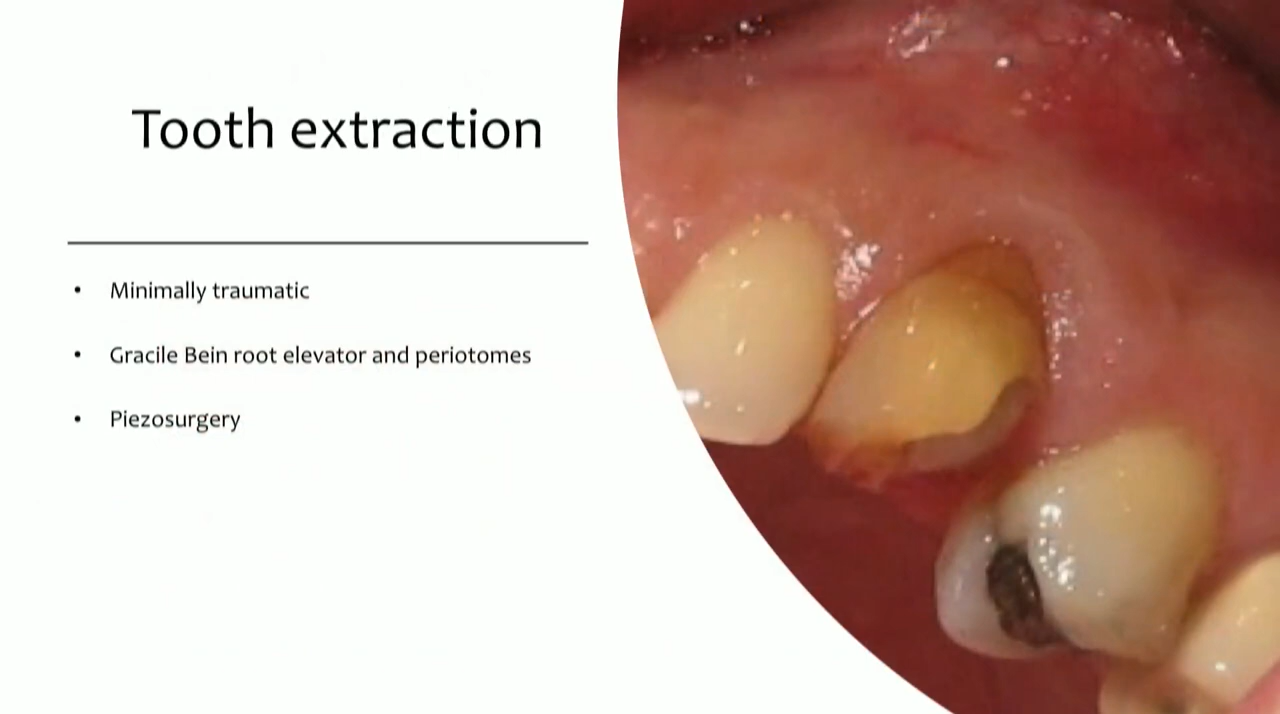 Tooth extraction
• Minimally traumatic
• Gracile Bein root elevator and periotomes
• Piezosurgery